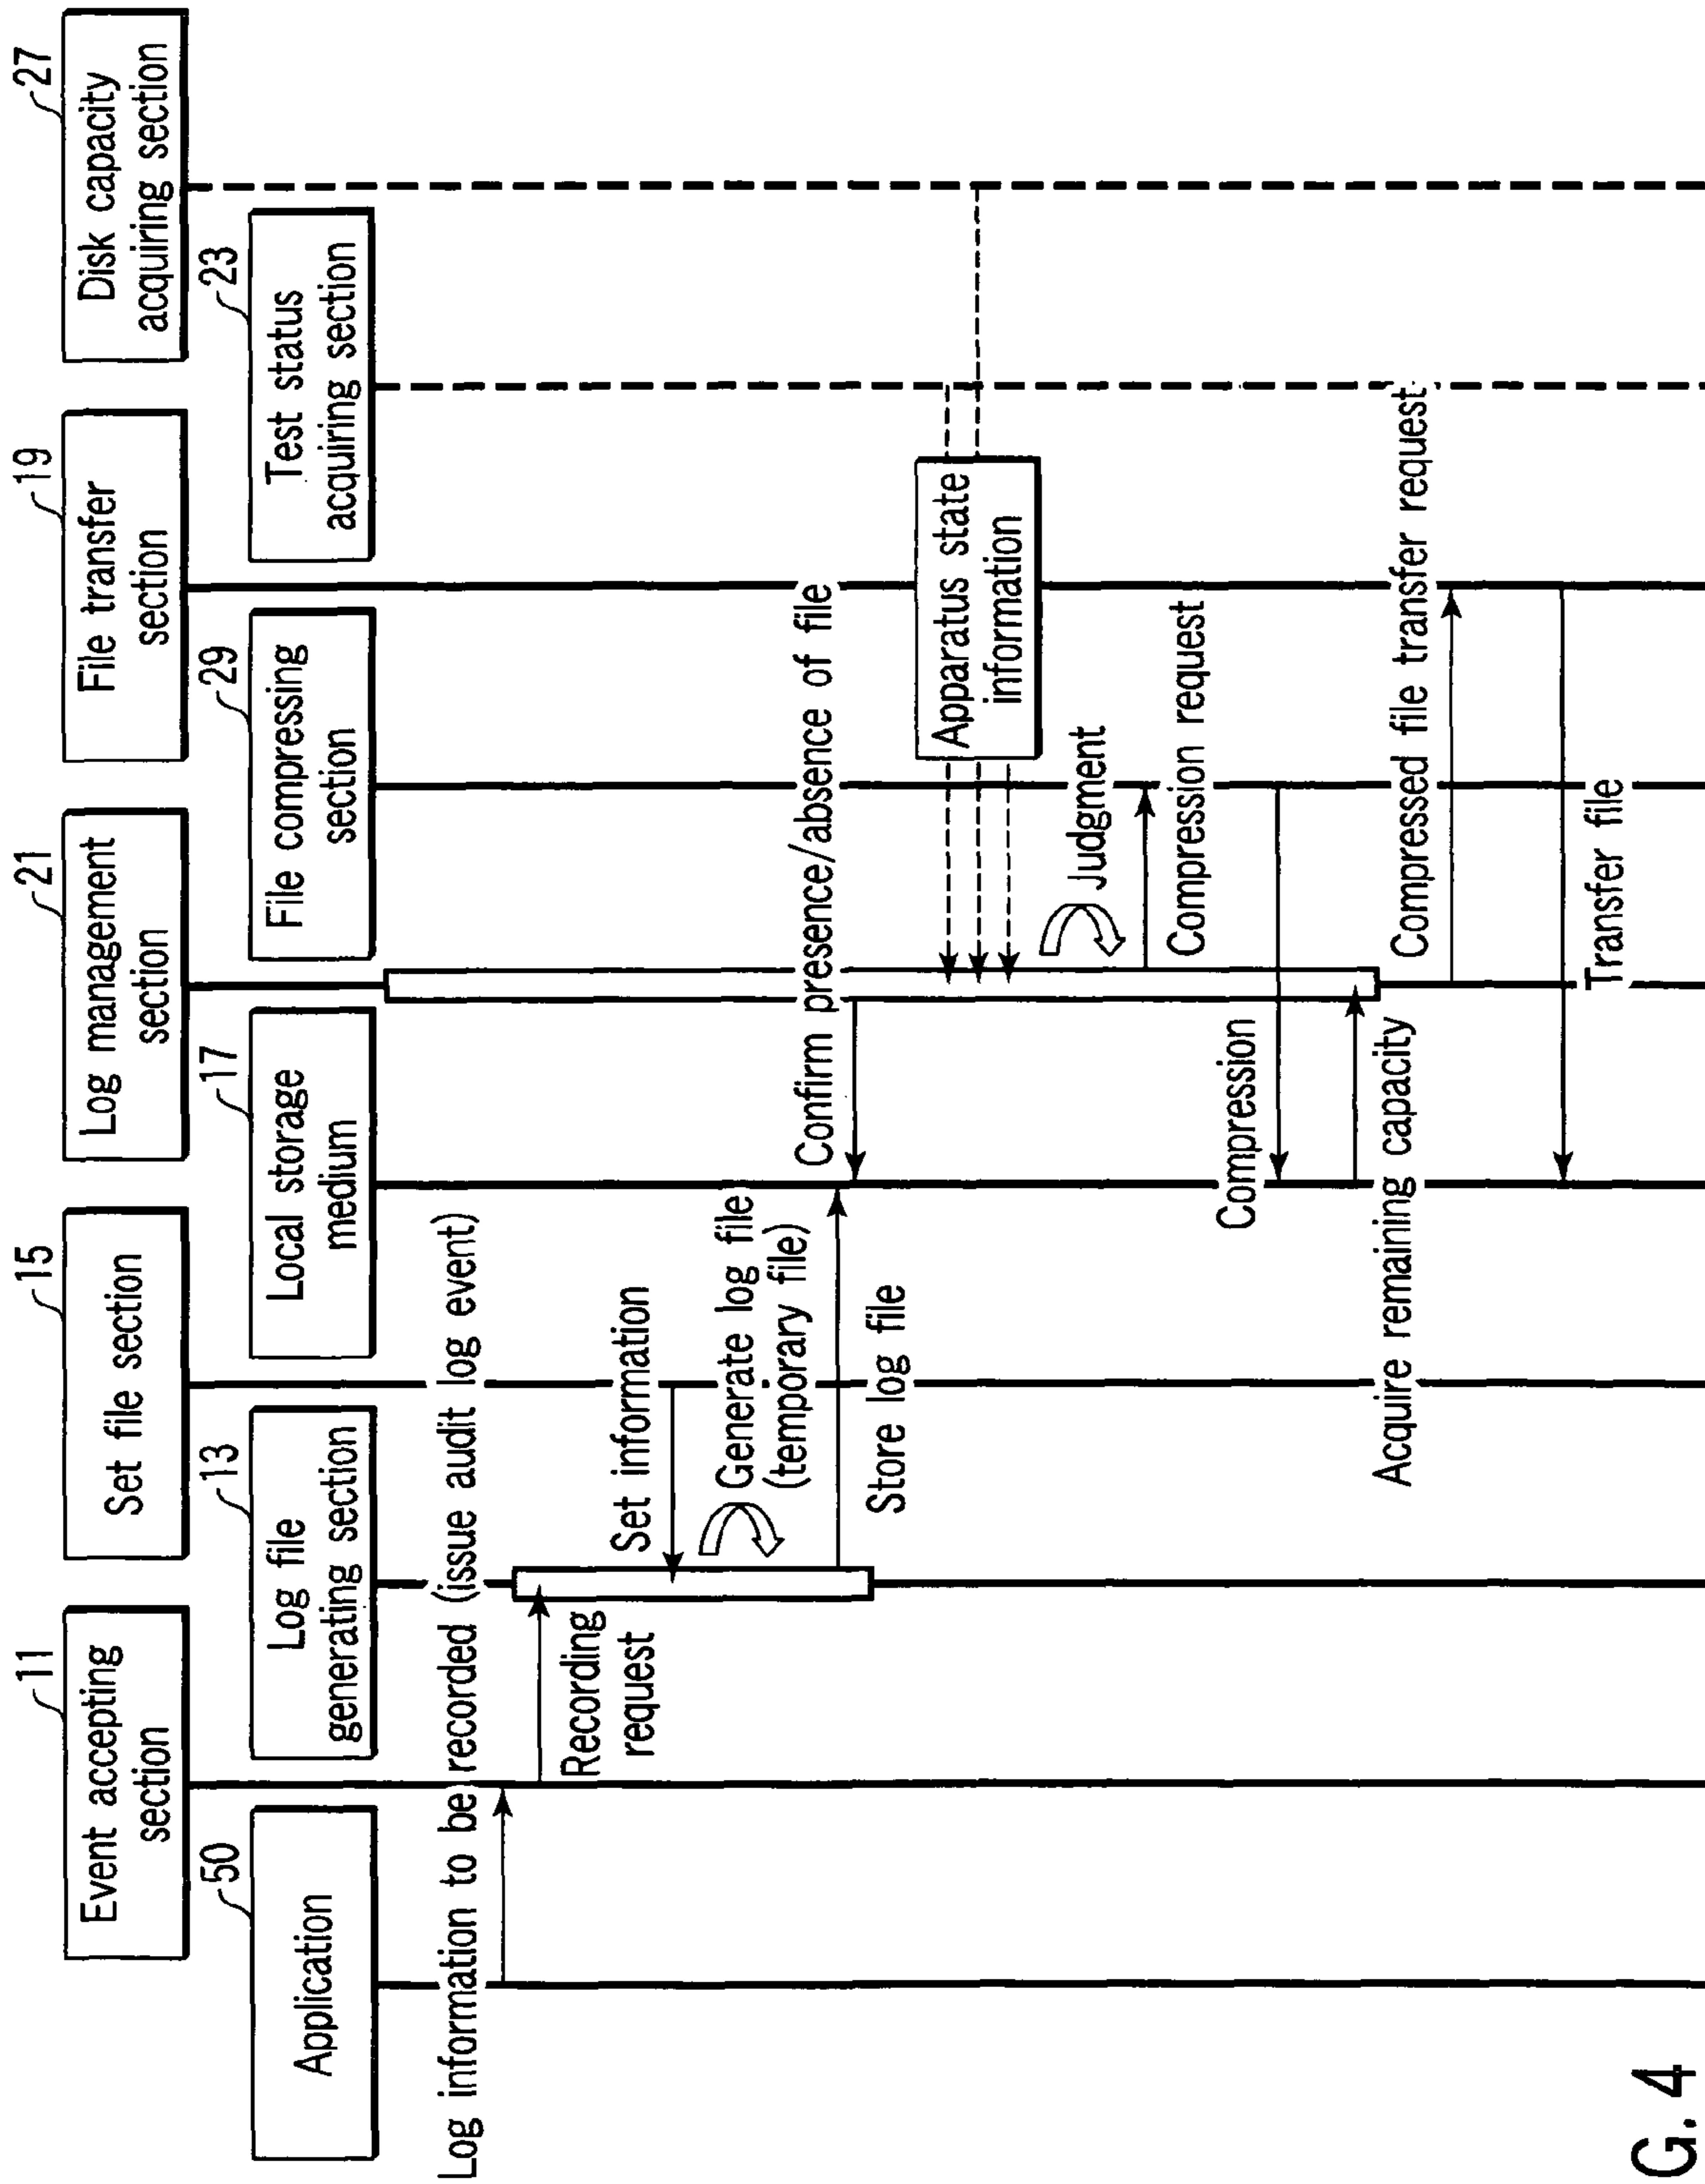 11
Event accepting
section
15
Set file section
21
Log management
section
19
File transfer
section
27
Disk capacity
acquiring section
50
Application
13
Log file
generating section
17
Local storage
medium
29
File compressing
section
23
Test status
acquiring section
Log information to be recorded (issue audit log event)
Recording
request
Set information
Generate log file
(temporary file)
Confirm presence/absence of file
Store log file
Apparatus state
information
Judgment
Compression request
Compression
Acquire remaining capacity
Compressed file transfer request
Transfer file
G. 4